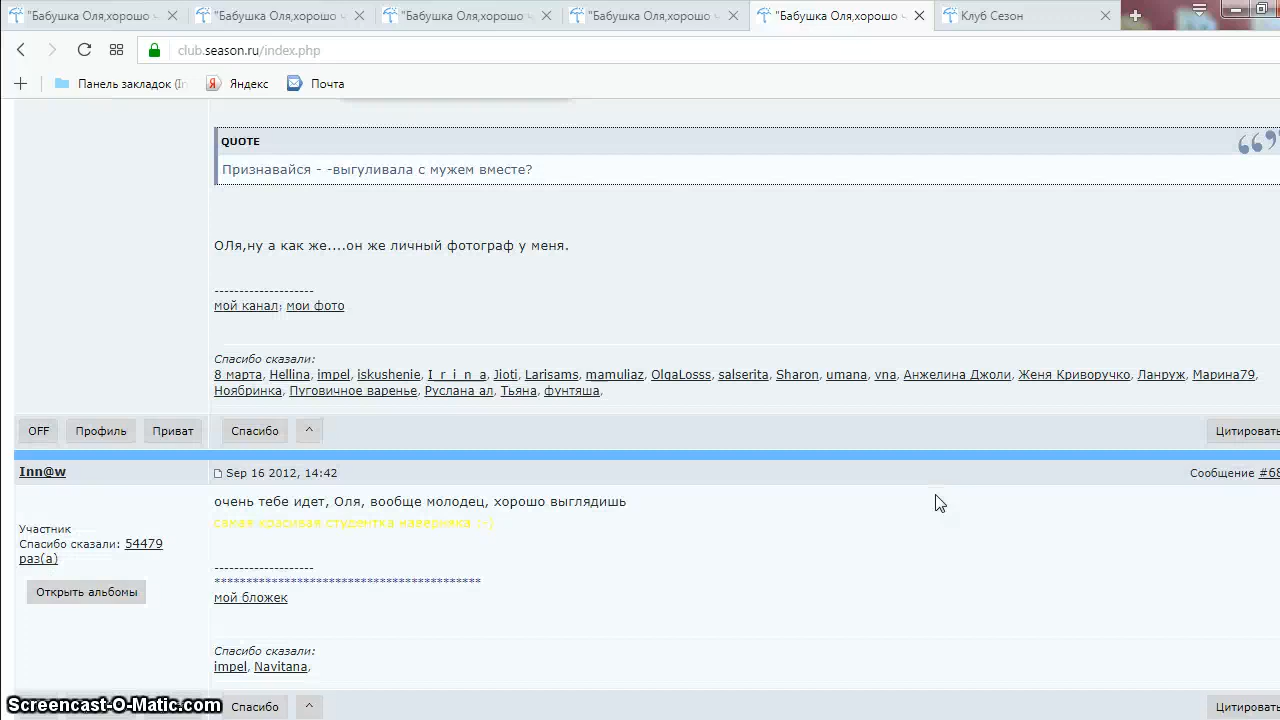 "Бабушка Оля,хорошо "Бабушка Оля,хорошо "Бабушка Оля,хорошо "Бабушка Оля,хорошо "Бабушка Оля,хорошо Клуб Сезон
club.season.ru/index.php
Панель закладок (In Яндекс Почта
QUOTE
Признавайся - -выгуливала с мужем вместе?
ОЛя,ну а как же....он же личный фотограф у меня.
--------------------
мой канал; мои фото
Спасибо сказали:
8 марта, Hellina, impel, iskushenie, I_r_i_n_a, Jioti, Larisams, mamuliaz, OlgaLosss, salserita, Sharon, umana, vna, Анжелина Джоли, Женя Криворучко, Ланруж, Марина79,
Ноябринка, Пуговичное варенье, Руслана ал, Тьяна, фунтяша,
OFF Профиль Приват Спасибо ^ Цитировать
Inn@w Sep 16 2012, 14:42 Сообщение #68
очень тебе идет, Оля, вообще молодец, хорошо выглядишь
самая красивая студентка наверняка :-)
Участник
Спасибо сказали: 54479
раз(а)
Открыть альбомы
--------------------
******************************************
мой бложек
Спасибо сказали:
impel, Navitana,
Спасибо ^ Цитировать
Screencast-O-Matic.com